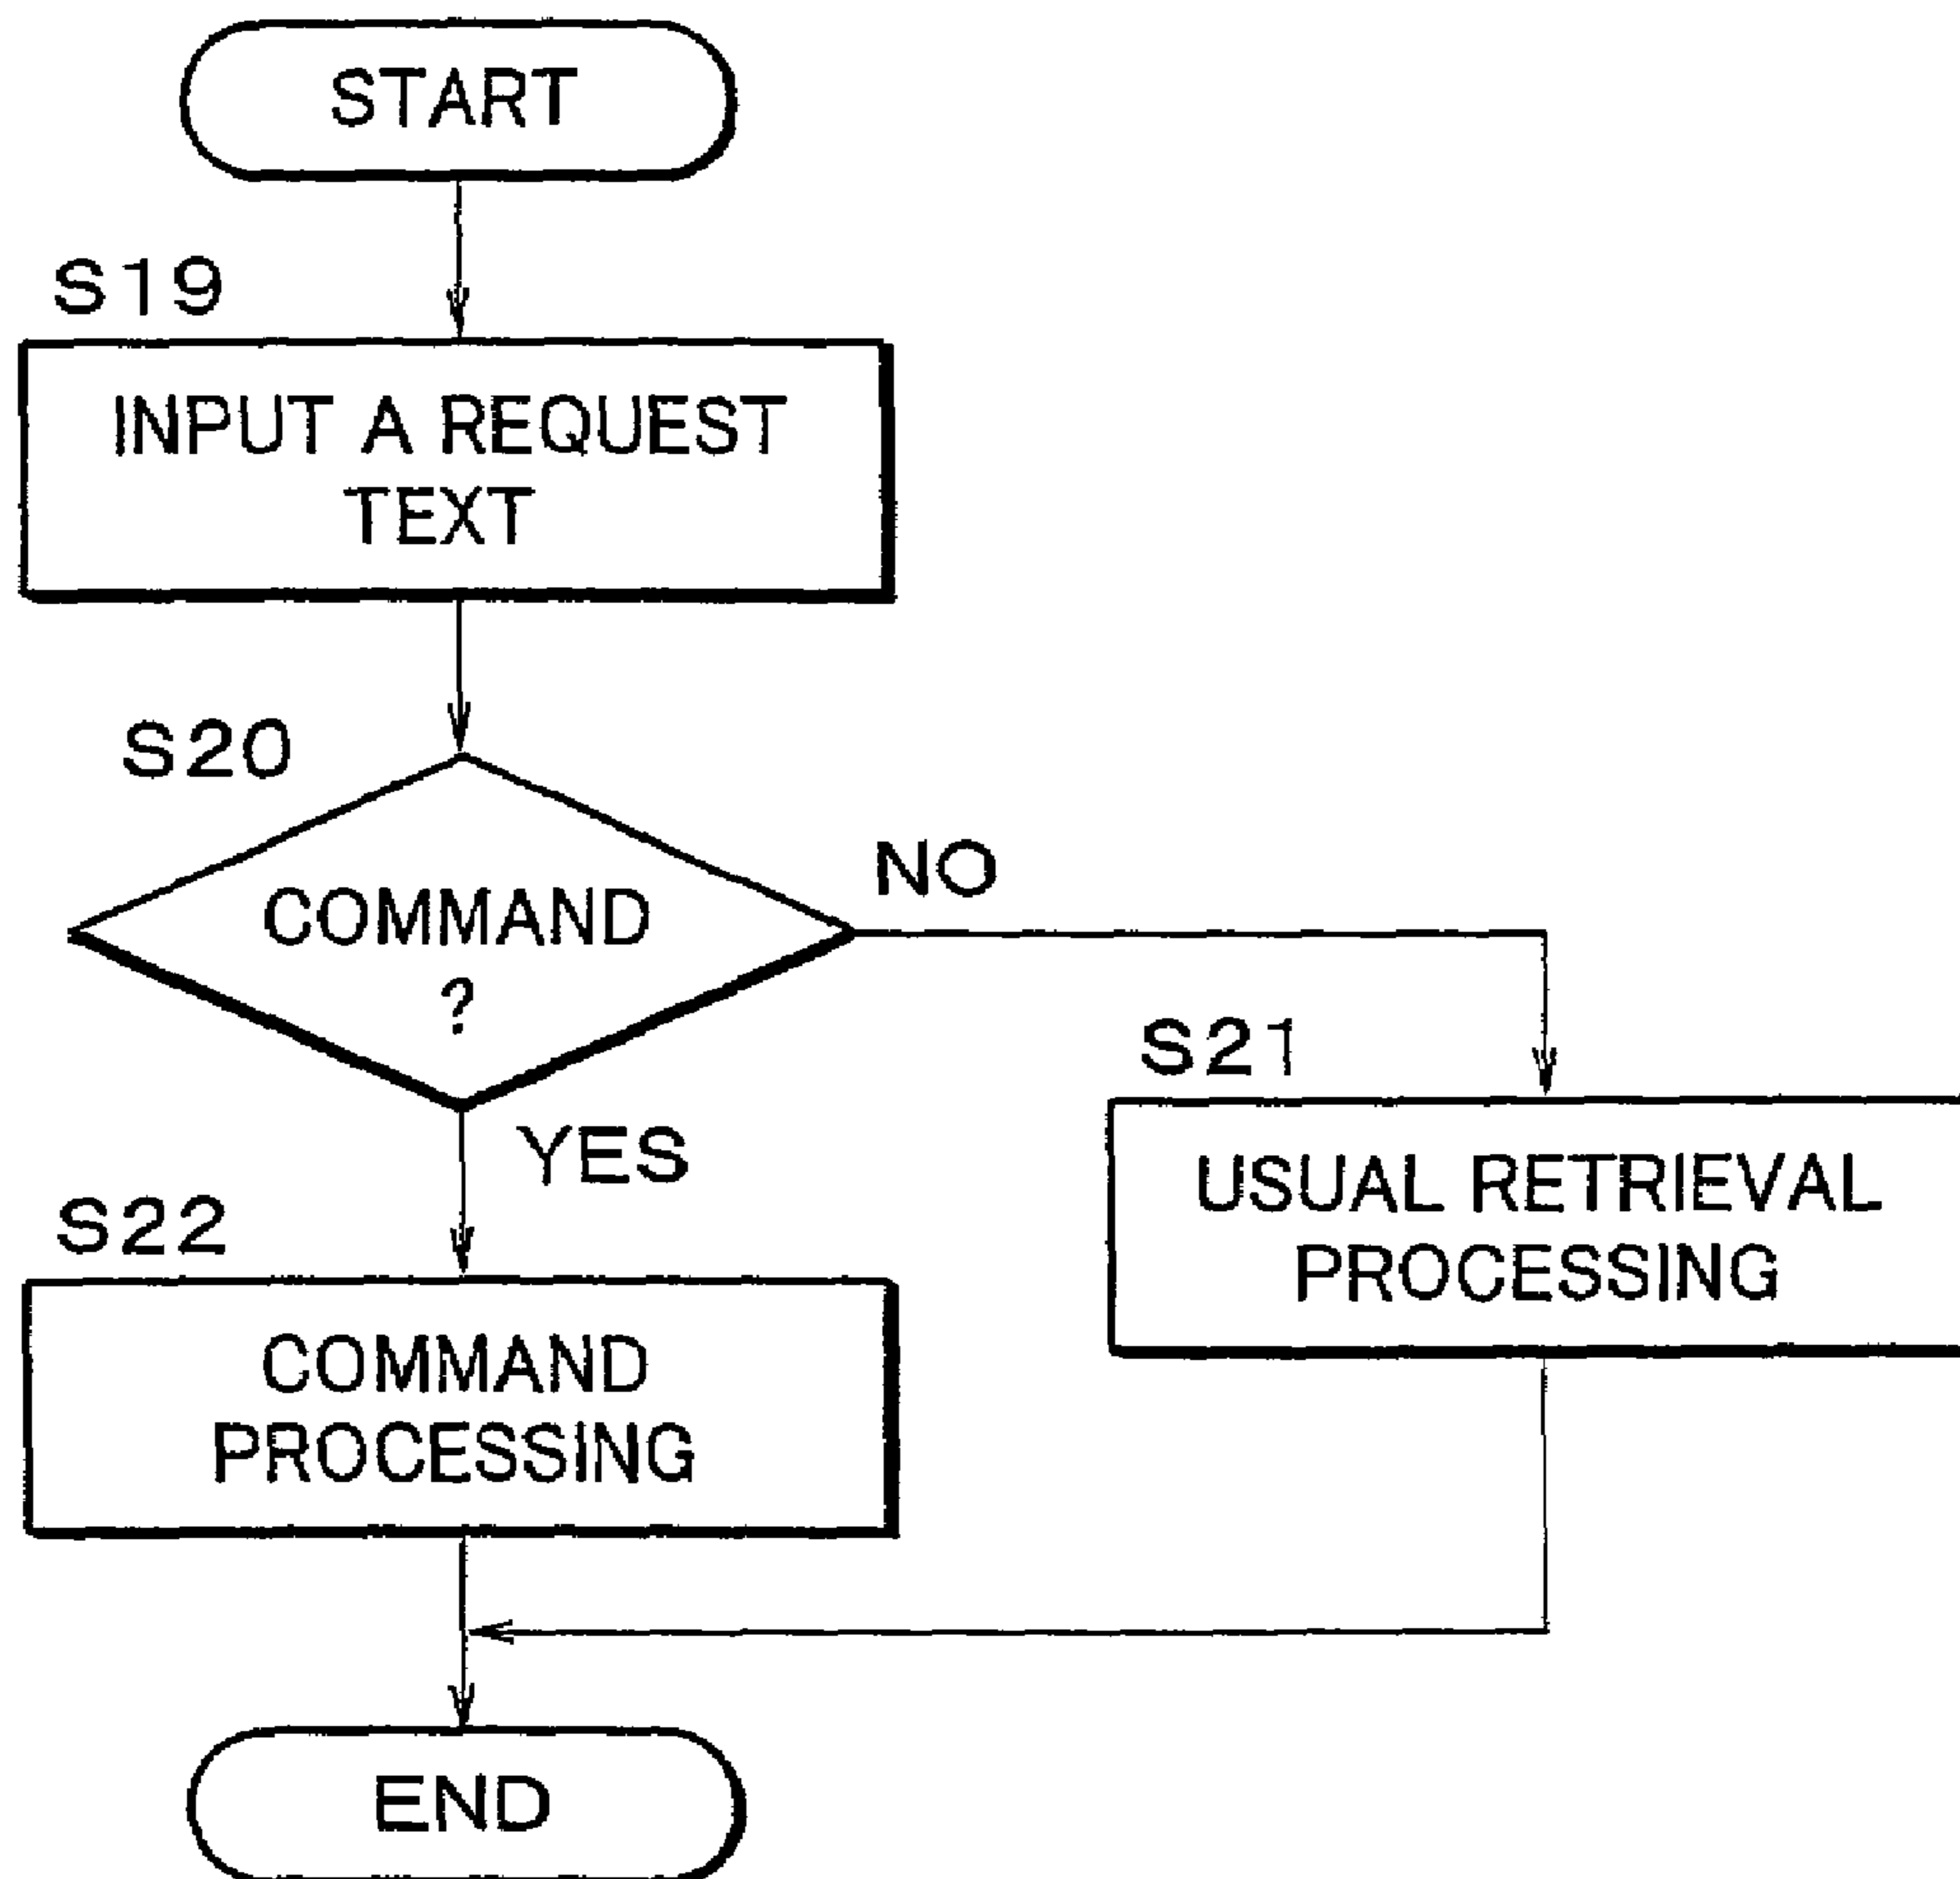 START
S19
INPUT A REQUEST
TEXT
S20
COMMAND
?
NO
YES
S21
USUAL RETRIEVAL
PROCESSING
S22
COMMAND
PROCESSING
END